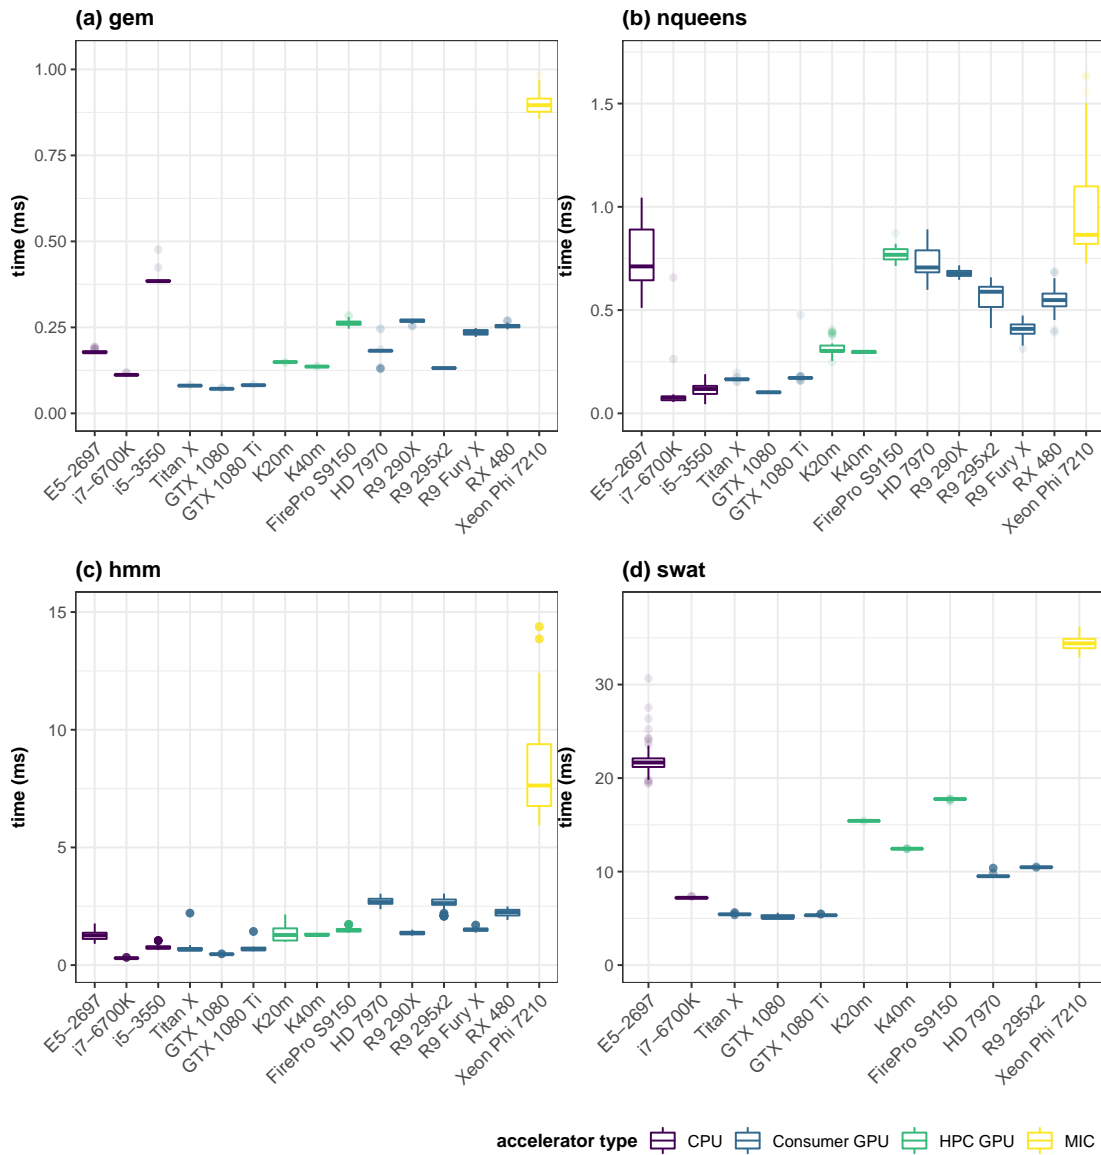 (a) gem
time (ms)
1.00
0.75
0.50
0.25
0.00
E5−2697
i7−6700K
i5−3550
Titan X
GTX 1080
GTX 1080 Ti
K20m
K40m
FirePro S9150
HD 7970
R9 290X
R9 295x2
R9 Fury X
RX 480
Xeon Phi 7210
(b) nqueens
time (ms)
1.5
1.0
0.5
0.0
E5−2697
i7−6700K
i5−3550
Titan X
GTX 1080
GTX 1080 Ti
K20m
K40m
FirePro S9150
HD 7970
R9 290X
R9 295x2
R9 Fury X
RX 480
Xeon Phi 7210
(c) hmm
time (ms)
15
10
5
0
E5−2697
i7−6700K
i5−3550
Titan X
GTX 1080
GTX 1080 Ti
K20m
K40m
FirePro S9150
HD 7970
R9 290X
R9 295x2
R9 Fury X
RX 480
Xeon Phi 7210
(d) swat
time (ms)
30
20
10
0
E5−2697
i7−6700K
Titan X
GTX 1080
GTX 1080 Ti
K20m
K40m
FirePro S9150
HD 7970
R9 295x2
Xeon Phi 7210
accelerator type CPU Consumer GPU HPC GPU MIC